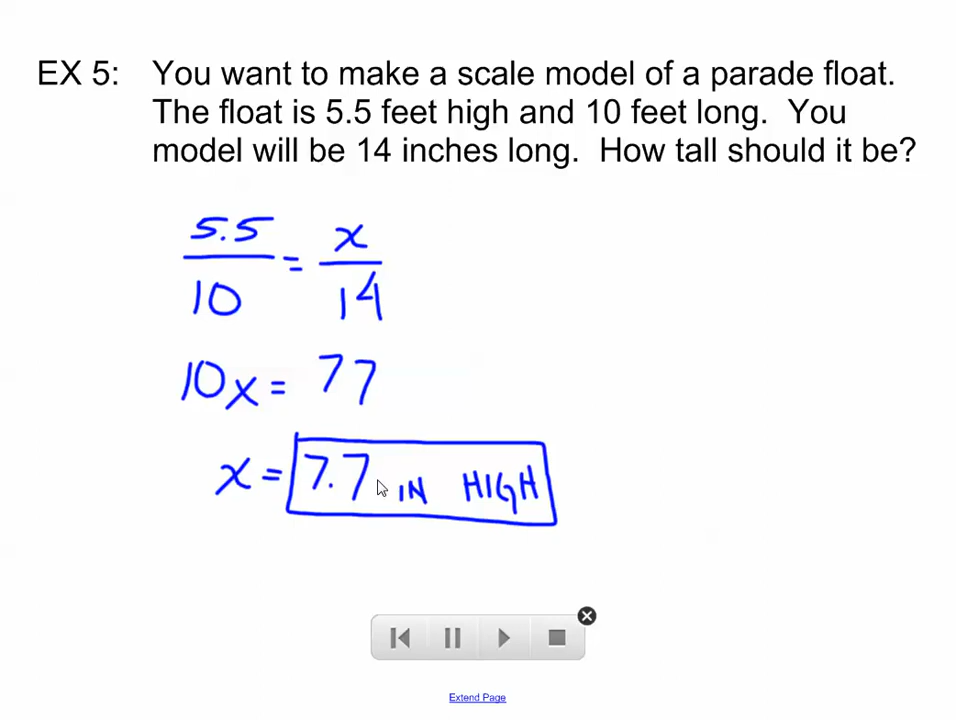 EX 5: You want to make a scale model of a parade float.
The float is 5.5 feet high and 10 feet long. You
model will be 14 inches long. How tall should it be?
5.5/10 = x/14
10x = 77
x = 7.7 IN HIGH
Extend Page